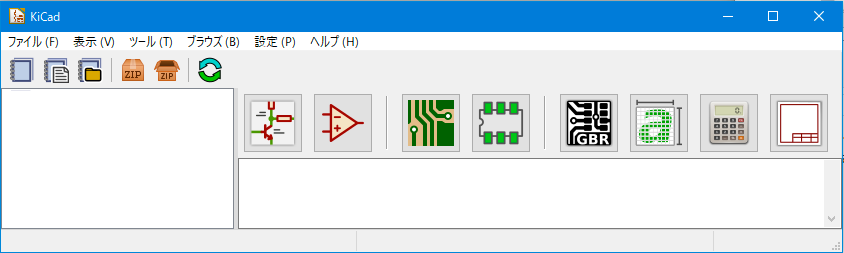 KiCad
ファイル (F) 表示 (V) ツール (T) ブラウズ (B) 設定 (P) ヘルプ (H)
ZIP ZIP
GBR a 0.